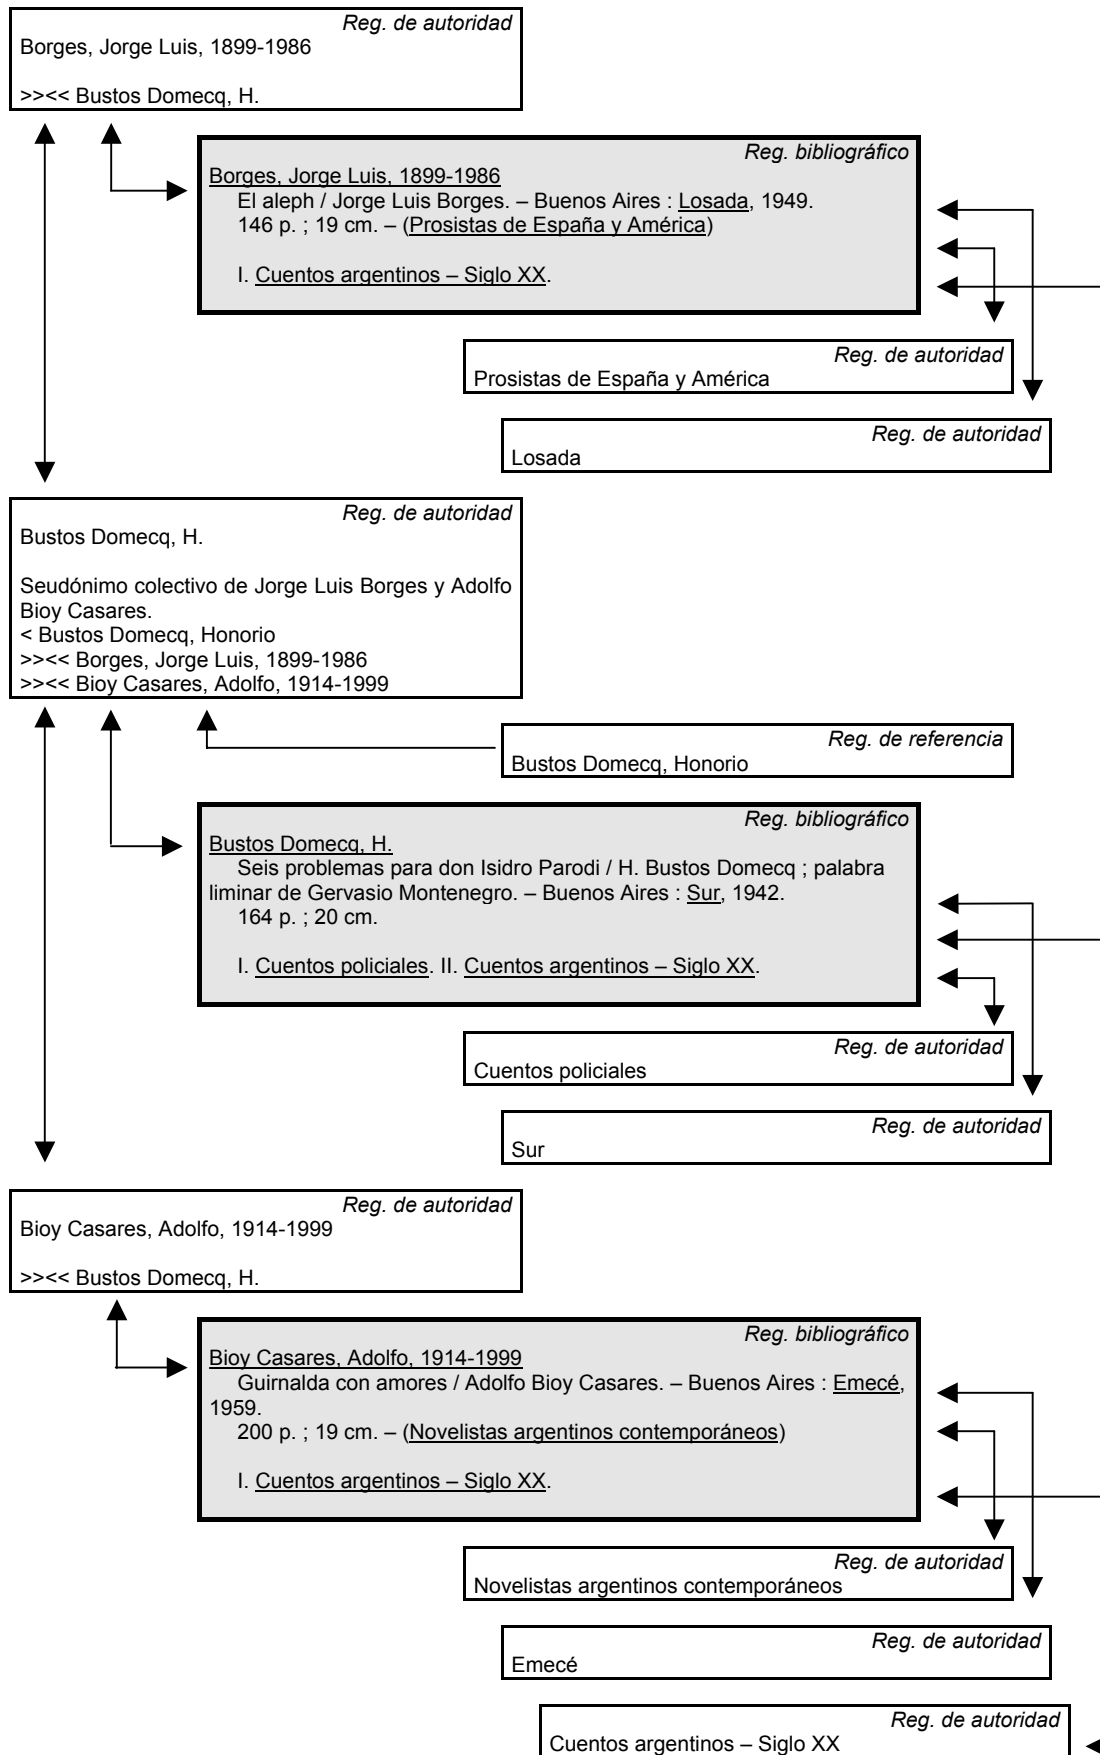 Reg. de autoridad
Borges, Jorge Luis, 1899-1986
>><< Bustos Domecq, H.
Reg. bibliográfico
Borges, Jorge Luis, 1899-1986
El aleph / Jorge Luis Borges. – Buenos Aires : Losada, 1949.
146 p. ; 19 cm. – (Prosistas de España y América)
I. Cuentos argentinos – Siglo XX.
Reg. de autoridad
Prosistas de España y América
Reg. de autoridad
Losada
Reg. de autoridad
Bustos Domecq, H.
Seudónimo colectivo de Jorge Luis Borges y Adolfo
Bioy Casares.
< Bustos Domecq, Honorio
>><< Borges, Jorge Luis, 1899-1986
>><< Bioy Casares, Adolfo, 1914-1999
Reg. de referencia
Bustos Domecq, Honorio
Reg. bibliográfico
Bustos Domecq, H.
Seis problemas para don Isidro Parodi / H. Bustos Domecq ; palabra
liminar de Gervasio Montenegro. – Buenos Aires : Sur, 1942.
164 p. ; 20 cm.
I. Cuentos policiales. II. Cuentos argentinos – Siglo XX.
Reg. de autoridad
Cuentos policiales
Reg. de autoridad
Sur
Reg. de autoridad
Bioy Casares, Adolfo, 1914-1999
>><< Bustos Domecq, H.
Reg. bibliográfico
Bioy Casares, Adolfo, 1914-1999
Guirnalda con amores / Adolfo Bioy Casares. – Buenos Aires : Emecé,
1959.
200 p. ; 19 cm. – (Novelistas argentinos contemporáneos)
I. Cuentos argentinos – Siglo XX.
Reg. de autoridad
Novelistas argentinos contemporáneos
Reg. de autoridad
Emecé
Reg. de autoridad
Cuentos argentinos – Siglo XX